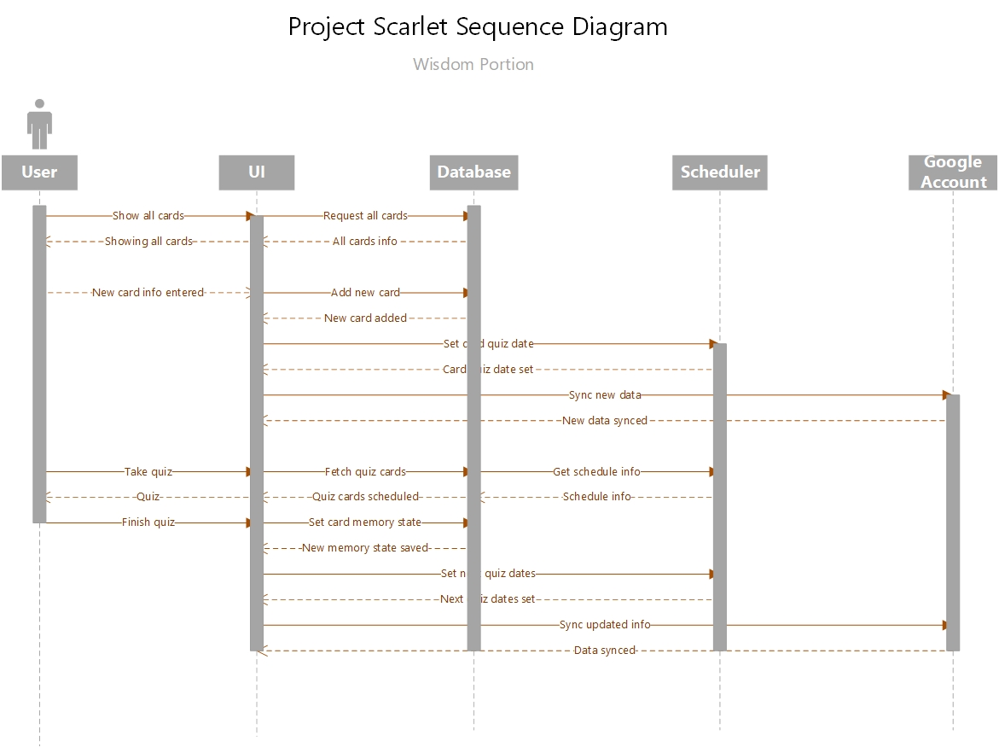 Project Scarlet Sequence Diagram
Wisdom Portion
User
UI
Database
Scheduler
Google
Account
Show all cards
Request all cards
Showing all cards
All cards info
New card info entered
Add new card
New card added
Set card quiz date
Card quiz date set
Sync new data
New data synced
Take quiz
Fetch quiz cards
Get schedule info
Quiz
Quiz cards scheduled
Schedule info
Finish quiz
Set card memory state
New memory state saved
Set quiz dates
Next quiz dates set
Sync updated info
Data synced